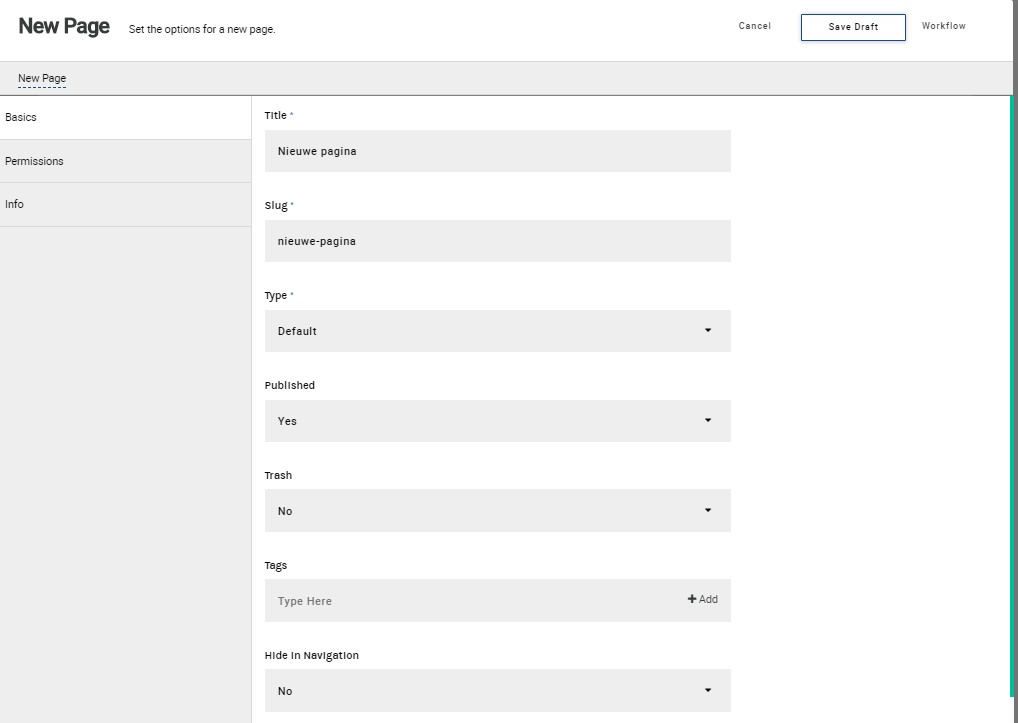 New Page Set the options for a new page. Cancel Save Draft Workflow
New Page
Basics
Permissions
Info
Title *
Nieuwe pagina
Slug *
nieuwe-pagina
Type *
Default
Published
Yes
Trash
No
Tags
Type Here + Add
Hide in Navigation
No